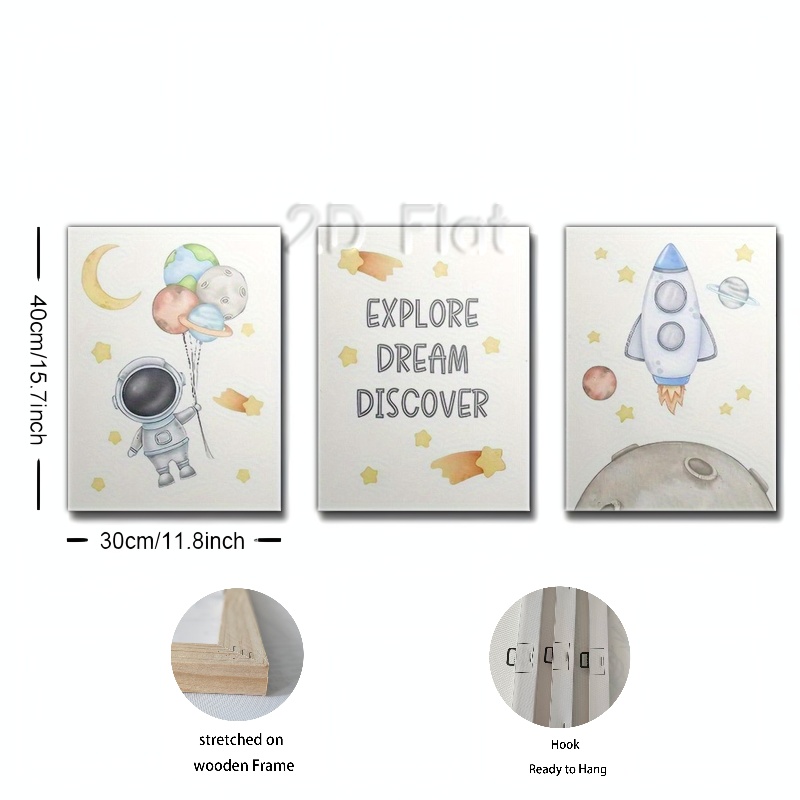 2D Flat
EXPLORE
DREAM
DISCOVER
40cm/15.7inch
30cm/11.8inch
stretched on
wooden Frame
Hook
Ready to Hang